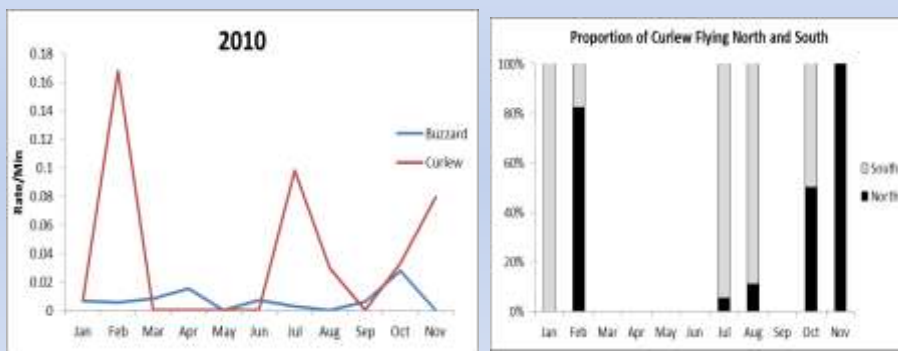 2010
0.18
0.16
0.14
0.12
0.1
0.08
0.06
0.04
0.02
0
Rate/Min
Buzzard
Curlew
Jan Feb Mar Apr May Jun Jul Aug Sep Oct Nov
Proportion of Curlew Flying North and South
100%
80%
60%
40%
20%
0%
South
North
Jan Feb Mar Apr May Jun Jul Aug Sep Oct Nov